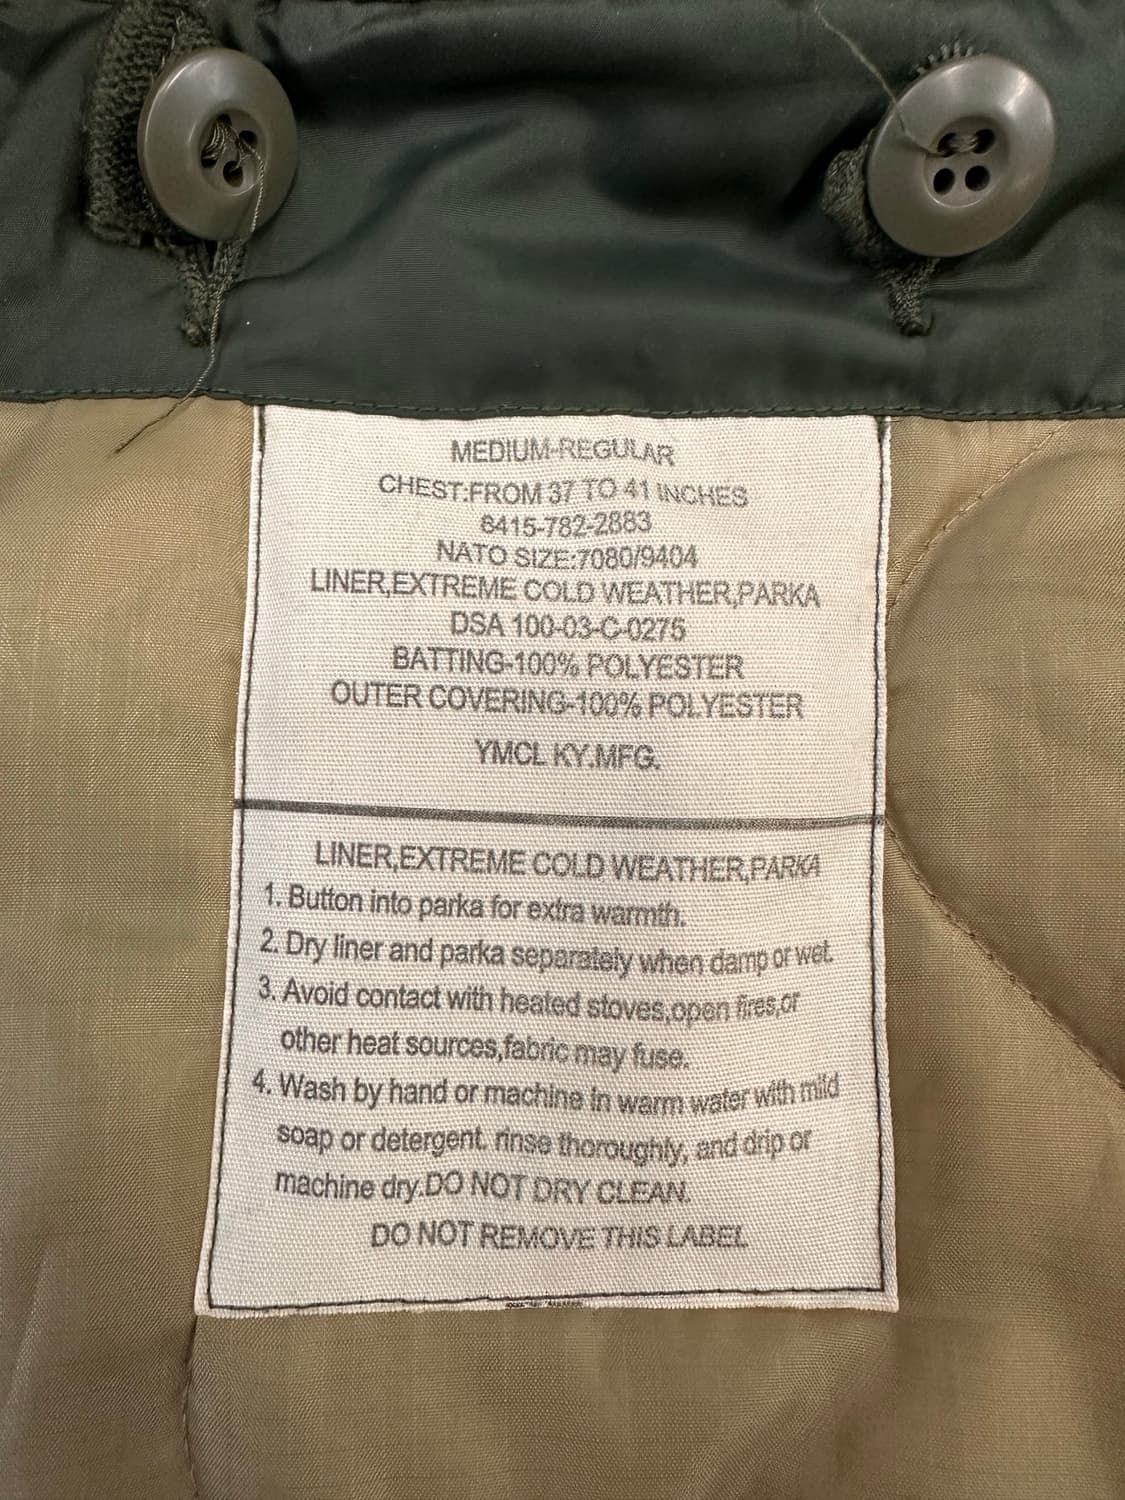 MEDIUM-REGULAR
CHEST:FROM 37 TO 41 INCHES
8415-782-2883
NATO SIZE:7080/9404
LINER,EXTREME COLD WEATHER,PARKA
DSA 100-03-C-0275
BATTING-100% POLYESTER
OUTER COVERING-100% POLYESTER
YMCL KY.MFG.
LINER,EXTREME COLD WEATHER,PARKA
1. Button into parka for extra warmth.
2. Dry liner and parka separately when damp or wet.
3. Avoid contact with heated stoves,open fires,or
other heat sources,fabric may fuse.
4. Wash by hand or machine in warm water with mild
soap or detergent. rinse thoroughly, and drip or
machine dry.DO NOT DRY CLEAN.
DO NOT REMOVE THIS LABEL